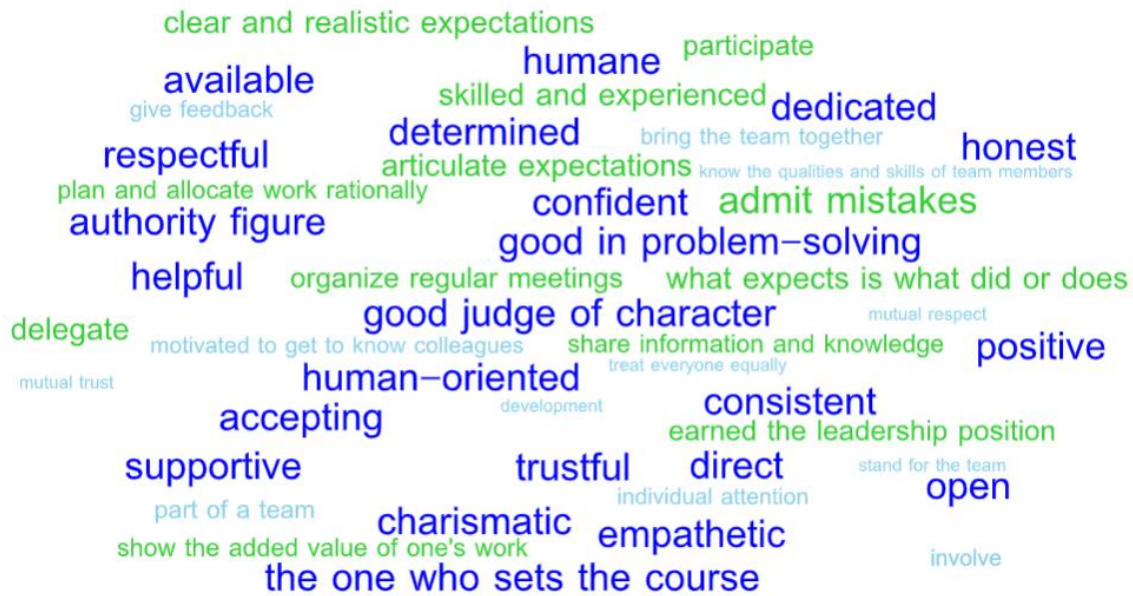 clear and realistic expectations
participate
humane
available
skilled and experienced
give feedback
dedicated
determined
bring the team together
honest
respectful
articulate expectations
know the qualities and skills of team members
plan and allocate work rationally
confident
admit mistakes
authority figure
good in problem-solving
helpful
organize regular meetings
what expects is what did or does
good judge of character
mutual respect
delegate
motivated to get to know colleagues
share information and knowledge
positive
treat everyone equally
mutual trust
human-oriented
development
consistent
accepting
earned the leadership position
supportive
trustful
direct
stand for the team
open
individual attention
part of a team
charismatic
empathetic
show the added value of one's work
involve
the one who sets the course